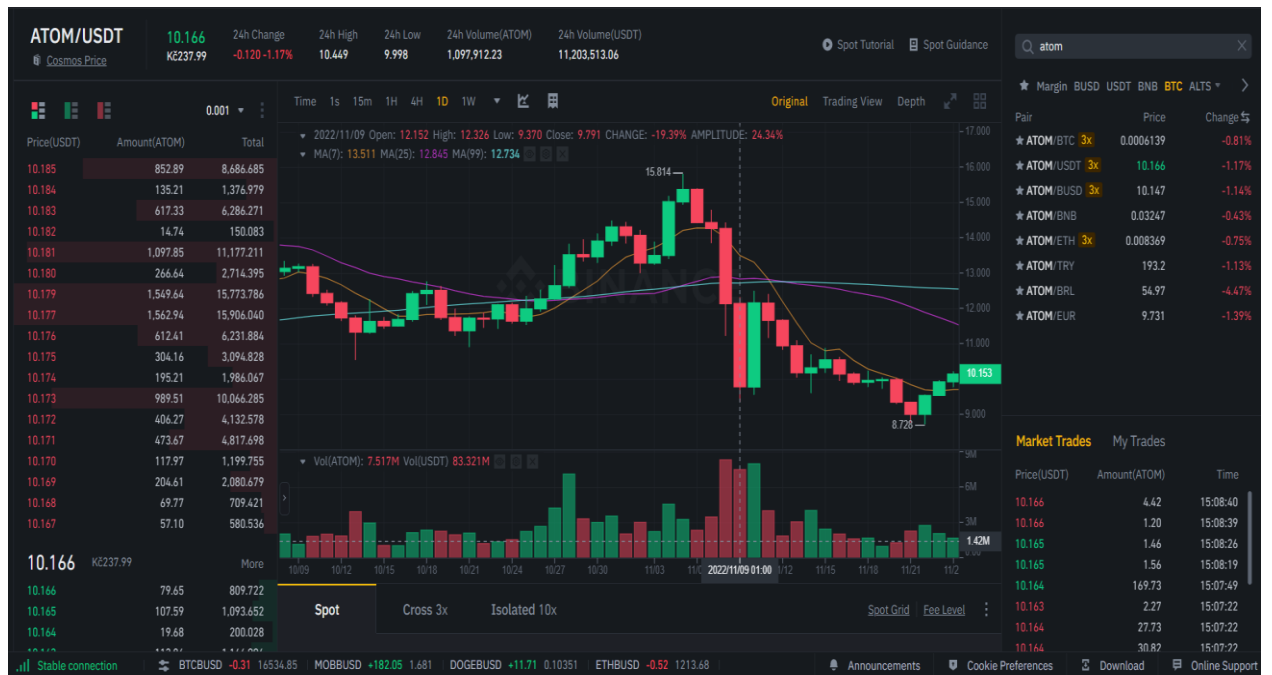 ATOM/USDT
Cosmos Price
10.166
Kč237.99
24h Change
-0.120 -1.17%
24h High
10.449
24h Low
9.998
24h Volume(ATOM)
1,097,912.23
24h Volume(USDT)
11,203,513.06
Spot Tutorial Spot Guidance
0.001
Price(USDT) Amount(ATOM) Total
10.185 852.89 8,686.685
10.184 135.21 1,376.979
10.183 617.33 6,286.271
10.182 14.74 150.083
10.181 1,097.85 11,177.211
10.180 266.64 2,714.395
10.179 1,549.64 15,773.786
10.177 1,562.94 15,906.040
10.176 612.41 6,231.884
10.175 304.16 3,094.828
10.174 195.21 1,986.067
10.173 989.51 10,066.285
10.172 406.27 4,132.578
10.171 473.67 4,817.698
10.170 117.97 1,199.755
10.169 204.61 2,080.679
10.168 69.77 709.421
10.167 57.10 580.536
10.166 Kč237.99 More
10.166 79.65 809.722
10.165 107.59 1,093.652
10.164 19.68 200.028
Time 1s 15m 1H 4H 1D 1W
Original Trading View Depth
2022/11/09 Open: 12.152 High: 12.326 Low: 9.370 Close: 9.791 CHANGE: -19.39% AMPLITUDE: 24.34%
MA(7): 13.511 MA(25): 12.845 MA(99): 12.734
17.000
16.000
15.814
15.000
14.000
13.000
12.000
11.000
10.153
9.000
8.728
Vol(ATOM): 7.517M Vol(USDT) 83.321M
9M
6M
3M
1.42M
0.00
10/09 10/12 10/15 10/18 10/21 10/24 10/27 10/30 11/03 2022/11/09 01:00 11/15 11/18 11/21
Spot Cross 3x Isolated 10x
Spot Grid Fee Level
atom
Margin BUSD USDT BNB BTC ALTS
Pair Price Change
ATOM/BTC 3x 0.0006139 -0.81%
ATOM/USDT 3x 10.166 -1.17%
ATOM/BUSD 3x 10.147 -1.14%
ATOM/BNB 0.03247 -0.43%
ATOM/ETH 3x 0.008369 -0.75%
ATOM/TRY 193.2 -1.13%
ATOM/BRL 54.97 -4.47%
ATOM/EUR 9.731 -1.39%
Market Trades My Trades
Price(USDT) Amount(ATOM) Time
10.166 4.42 15:08:40
10.166 1.20 15:08:39
10.165 1.46 15:08:26
10.165 1.56 15:08:19
10.164 169.73 15:07:49
10.163 2.27 15:07:22
10.164 27.73 15:07:22
10.164 30.82 15:07:22
Stable connection
BTCBUSD -0.31 16534.85
MOBBUSD +182.05 1.681
DOGEBUSD +11.71 0.10351
ETHBUSD -0.52 1213.68
Announcements Cookie Preferences Download Online Support